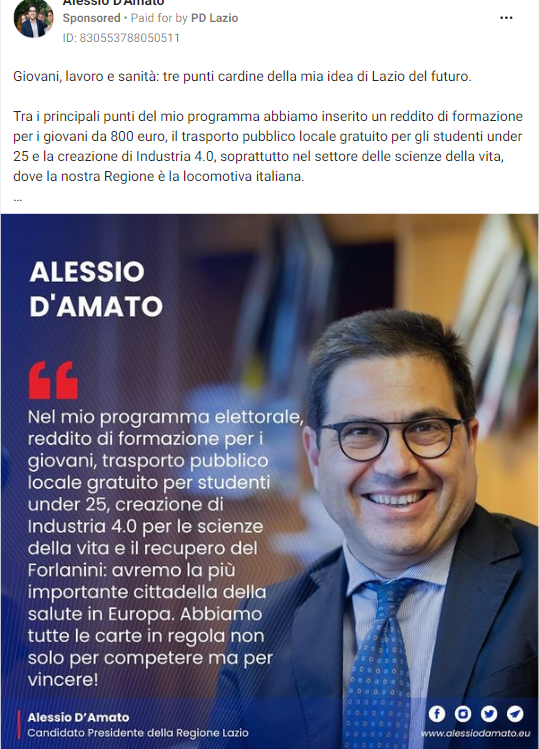 Alessio D'Amato
Sponsored • Paid for by PD Lazio
ID: 830553788050511
Giovani, lavoro e sanità: tre punti cardine della mia idea di Lazio del futuro.
Tra i principali punti del mio programma abbiamo inserito un reddito di formazione
per i giovani da 800 euro, il trasporto pubblico locale gratuito per gli studenti under
25 e la creazione di Industria 4.0, soprattutto nel settore delle scienze della vita,
dove la nostra Regione è la locomotiva italiana.
...
ALESSIO
D'AMATO
Nel mio programma elettorale,
reddito di formazione per i
giovani, trasporto pubblico
locale gratuito per studenti
under 25, creazione di
Industria 4.0 per le scienze
della vita e il recupero del
Forlanini: avremo la più
importante cittadella della
salute in Europa. Abbiamo
tutte le carte in regola non
solo per competere ma per
vincere!
Alessio D'Amato
Candidato Presidente della Regione Lazio
www.alessiodamato.eu